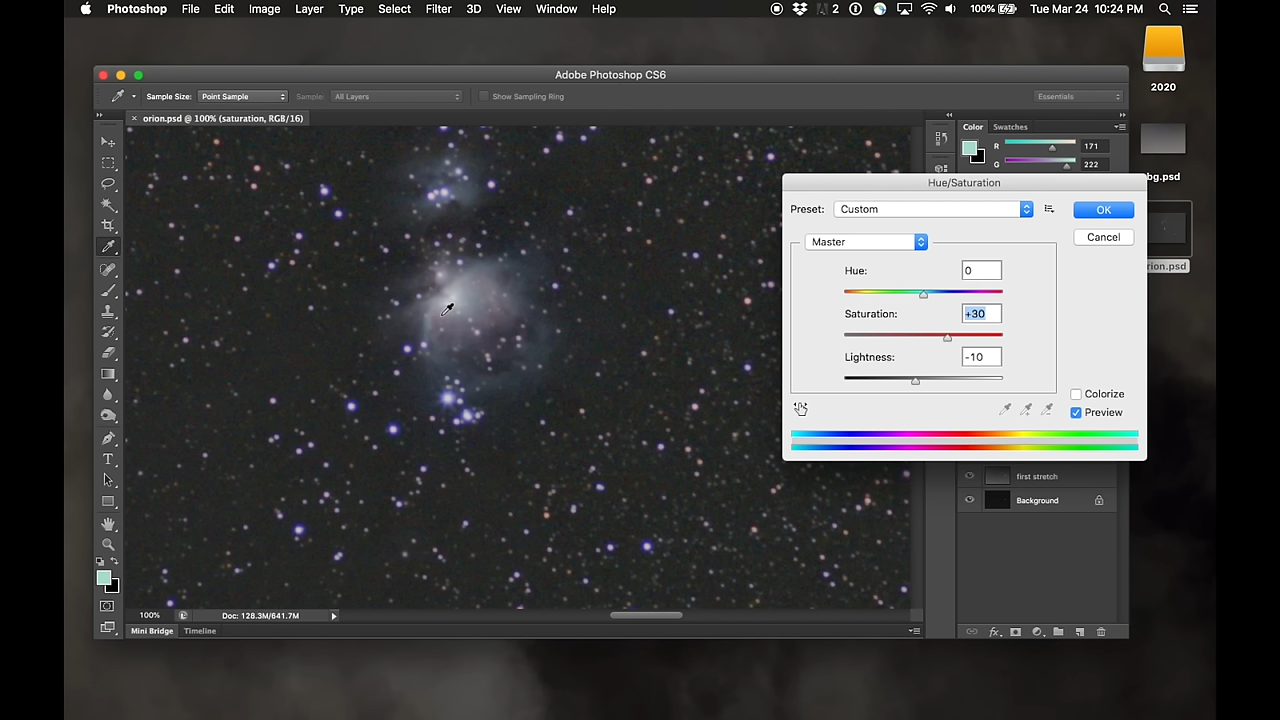 Photoshop File Edit Image Layer Type Select Filter 3D View Window Help 2 100% Tue Mar 24 10:24 PM
2020
Adobe Photoshop CS6
Sample Size: Point Sample Sample: All Layers Show Sampling Ring Essentials
× orion.psd @ 100% (saturation, RGB/16)
Color Swatches
R 171
G 222
bg.psd
Hue/Saturation
Preset: Custom OK
Master Cancel
Hue: 0
Saturation: +30
Lightness: -10
Colorize
Preview
orion.psd
first stretch
Background
100% Doc: 128.3M/641.7M
Mini Bridge Timeline